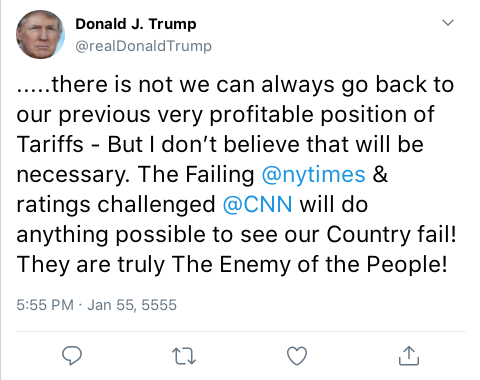 Donald J. Trump
@realDonaldTrump
.....there is not we can always go back to
our previous very profitable position of
Tariffs - But I don’t believe that will be
necessary. The Failing @nytimes &
ratings challenged @CNN will do
anything possible to see our Country fail!
They are truly The Enemy of the People!
5:55 PM · Jan 55, 5555